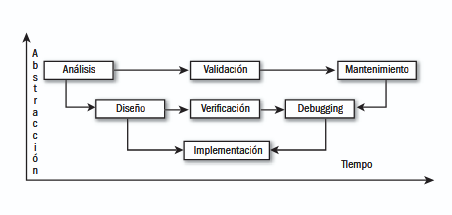 Abstracción
Análisis
Validación
Mantenimiento
Diseño
Verificación
Debugging
Implementación
Tiempo